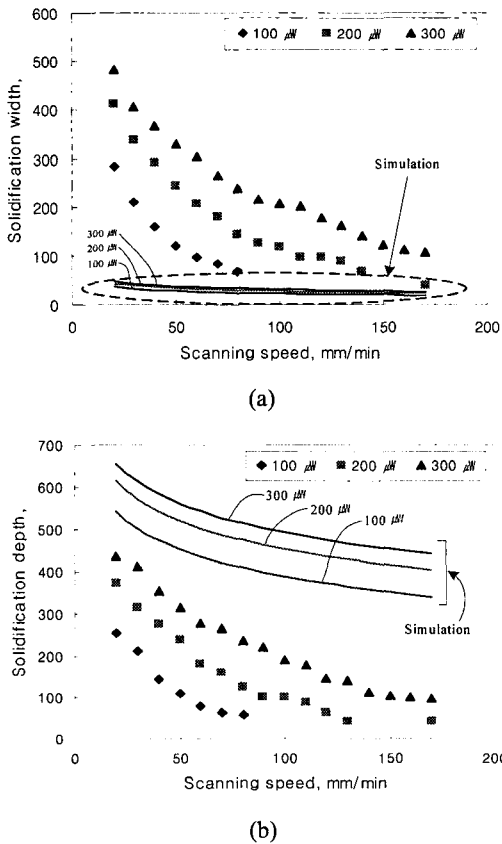 600
500
400
300
200
100
0
Solidification width,
◆ 100 ㎼ ■ 200 ㎼ ▲ 300 ㎼
Simulation
300 ㎼
200 ㎼
100 ㎼
0 50 100 150 200
Scanning speed, mm/min
(a)
700
600
500
400
300
200
100
0
Solidification depth,
◆ 100 ㎼ ■ 200 ㎼ ▲ 300 ㎼
300 ㎼
200 ㎼
100 ㎼
Simulation
0 50 100 150 200
Scanning speed, mm/min
(b)